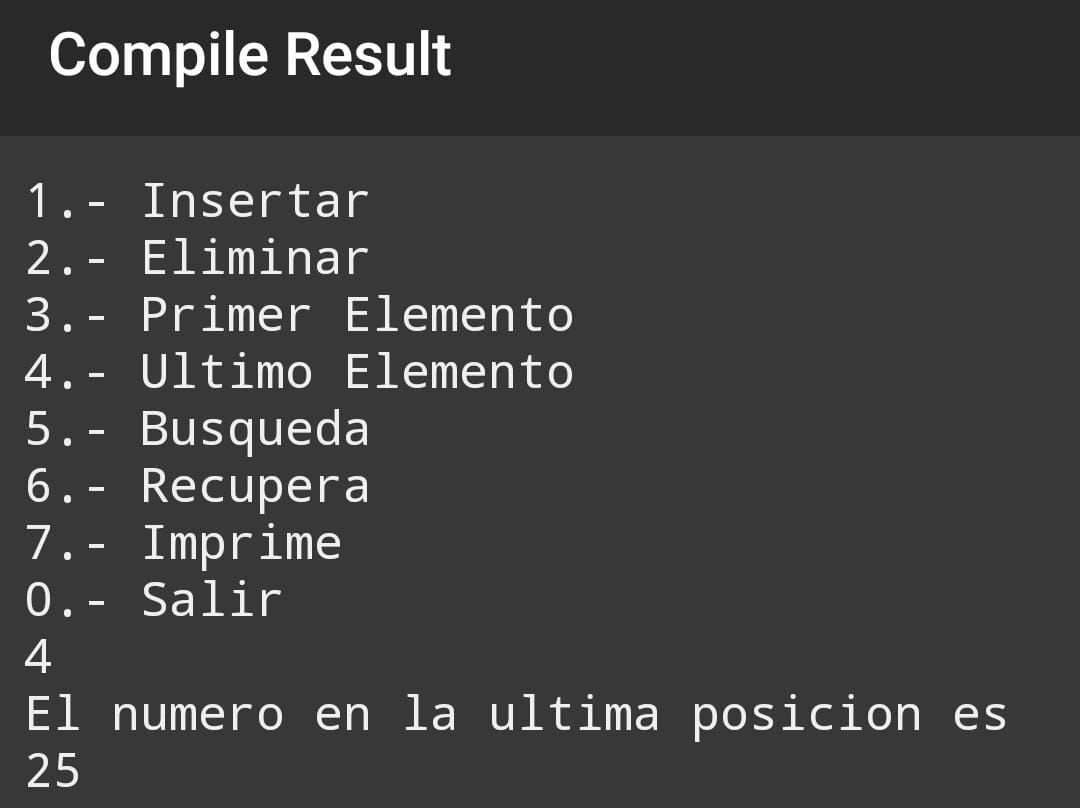 Compile Result
1.- Insertar
2.- Eliminar
3.- Primer Elemento
4.- Ultimo Elemento
5.- Busqueda
6.- Recupera
7.- Imprime
0.- Salir
4
El numero en la ultima posicion es
25